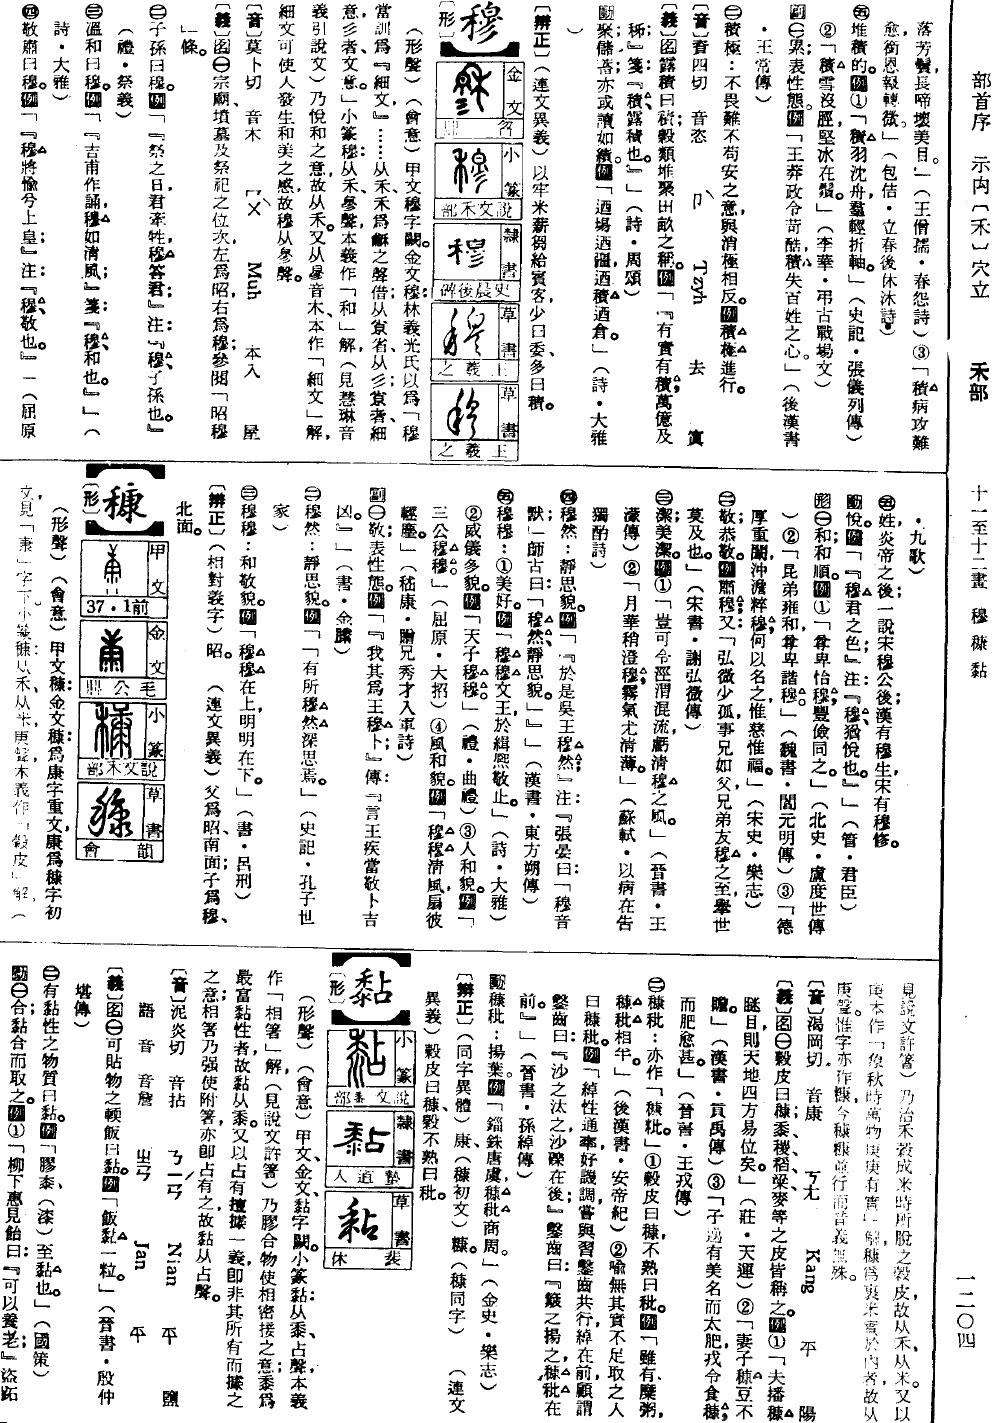 部首序 示內〔禾〕穴立 禾部 十一至十二畫 穆 穅 黏 一二〇四
落芳鬢，長啼壞美目。」（王僧孺・春怨詩）③「積病攻難
愈，銜恩報轉微。」（包佶・立春後休沐詩）
堆積的。例①「積羽沈舟，羣輕折軸。」（史記・張儀列傳）
②「積雪沒脛，堅冰在鬚。」（李華・弔古戰場文）
副㊀累，表性態。例「王莽政令苛酷，積失百姓之心。」（後漢書
・王常傳）
㊁積極：不畏難不苟安之意，與消極相反。例積極進行。
〔音〕資四切 音恣 ㄗ Tzyh 去 寘
〔義〕名露積曰積，穀類堆聚田畝之稱。例「『有實有積，萬億及
秭。』箋：『積，露積也。』」（詩・周頌）
動聚儲，舊亦或讀如績。例「迺場迺疆，迺積迺倉。」（詩・大雅
）
〔辨正〕（連文異義）以牢米薪芻給賓客，少曰委、多曰積。
穆
〔形〕
金文
小篆
說文禾部
隸書
史晨後碑
草書
王羲之
草書
王羲之
（形聲）（會意）甲文穆字闕。金文穆：林義光氏以爲「穆
當訓爲『細文』……从禾，禾爲龢之聲借，从㣎省，从彡；㣎者細
意，彡者文意。」小篆穆：从禾㣎聲，本義作「和」解（見慧琳音
義引說文）乃悅和之意，故从禾。又从㣎音木，本作「細文」解，
細文可使人發生和美之感，故穆从㣎聲。
〔音〕莫卜切 音木 ㄇㄨ Muh 本入 屋
〔義〕名㊀宗廟墳墓及祭祀之位次，左爲昭，右爲穆；參閱「昭穆
」條。
㊁子孫曰穆。例「『祭之日，君牽牲，穆答君。』注：『穆，子孫也。』
（禮・祭義）
㊂溫和曰穆。例「『吉甫作誦，穆如清風。』箋：『穆，和也。』」（
詩・大雅）
㊃敬肅曰穆。例「『穆將愉兮上皇。』注：『穆，敬也。』」（屈原
・九歌）
㊄姓，炎帝之後，一說宋穆公後。漢有穆生，宋有穆修。
動悅。例「『穆君之色。』注：『穆，猶悅也。』」（管・君臣）
形㊀和，和順。例①「尊卑怡穆，豐儉同之。」（北史・盧度世傳
）②「昆弟雍和，尊卑諧穆。」（魏書・閻元明傳）③「德
厚重闈，沖澹粹穆。何以名之，惟慈惟福。」（宋史・樂志）
㊁敬，恭敬。例肅穆。又「弘微少孤，事兄如父，兄弟友穆之至，舉世
莫及也。」（宋書・謝弘微傳）
㊂潔美，潔。例①「豈可令涇渭混流，虧清穆之風。」（晉書・王
濛傳）②「月華稍澄穆，霧氣尤清薄。」（蘇軾・以病在告
獨酌詩）
㊃穆然：靜思貌。例「『於是吳王穆然。』注：『張晏曰「穆音
默。」師古曰：「穆然，靜思貌。」』」（漢書・東方朔傳）
㊄穆穆：①美好。例「穆穆文王，於緝熙敬止。」（詩・大雅）
②威儀多貌。例「天子穆穆。」（禮・曲禮）③人和貌。例「
三公穆穆。」（屈原・大招）④風和貌。例「穆穆清風，扇彼
輕塵。」（嵇康・贈兄秀才入軍詩）
副㊀敬，表性態。例「『我其爲王穆卜。』傳：『言王疾當敬卜吉
凶。』」（書・金縢）
㊁穆然：靜思貌。例「有所穆然深思焉。」（史記・孔子世
家）
㊂穆穆：和敬貌。例「穆穆在上，明明在下。」（書・呂刑）
〔辨正〕（相對義字）昭。（連文異義）父爲昭，南面；子爲穆、
北面。
穅
〔形〕
甲文
前1・37
金文
毛公鼎
小篆
說文禾部
草書
韻會
（形聲）（會意）甲文穅、金文穅：爲康字重文，康爲穅字初
文，見「康」字下。小篆穅：从禾从米，庚聲，本義作「穀皮」解（
見說文許箸）乃治禾穀成米時所脫之穀皮，故从禾、从米。又以
庚本作「象秋時萬物庚庚有實」解，穅爲裏米實於內者，故从
庚聲。惟字亦作糠，今穅糠並行而音義無殊。
〔音〕渴岡切 音康 ㄎㄤ Kang 平 陽
〔義〕名㊀穀皮曰穅，黍、稷、稻、粱、麥等之皮皆稱之。例①「夫播穅
眯目，則天地四方易位矣。」（莊・天運）②「妻子穅豆不
贍。」（漢書・貢禹傳）③「子邁有美名而太肥，戎令食穅，
而肥愈甚。」（晉書・王戎傳）
㊁穅秕：亦作「糠粃。」①穀皮曰穅，不熟曰秕。例「雖有糜粥，
穅秕相半。」（後漢書・安帝紀）②喻無其實不足取之人
曰穅秕。例「綽性通率，好譏調，嘗與習鑿齒共行，綽在前，顧謂
鑿齒曰：『沙之汰之，沙礫在後。』鑿齒曰：『簸之揚之，穅秕在
前。』」（晉書・孫綽傳）
動穅秕：揚葉。例「錙銖唐虞，穅秕商周。」（金史・樂志）
〔辨正〕（同字異體）康、（穅初文）糠。（穅同字）（連文
異義）穀皮曰穅，穀不熟曰秕。
黏
〔形〕
小篆
說文黍部
隸書
墊道人
草書
裴休
（形聲）（會意）甲文、金文黏字闕。小篆黏：从黍、占聲，本義
作「相箸」解（見說文許箸）乃膠合物使相密接之意；黍爲
最富黏性者，故黏从黍。又以占有擅據一義，卽非其所有而據之
之意，相箸乃强使附箸，亦卽占有之，故黏从占聲。
〔音〕泥炎切 音拈 ㄋㄧㄢ Nian 平 鹽
語音 音詹 ㄓㄢ Jan 平
〔義〕名㊀可貼物之輭飯曰黏。例「飯黏一粒。」（晉書・殷仲
堪傳）
㊁有黏性之物質曰黏。例「膠黍（漆）至黏也。」（國策）
動㊀合，黏合而取之。例①「柳下惠見飴曰：『可以養老。』盜跖